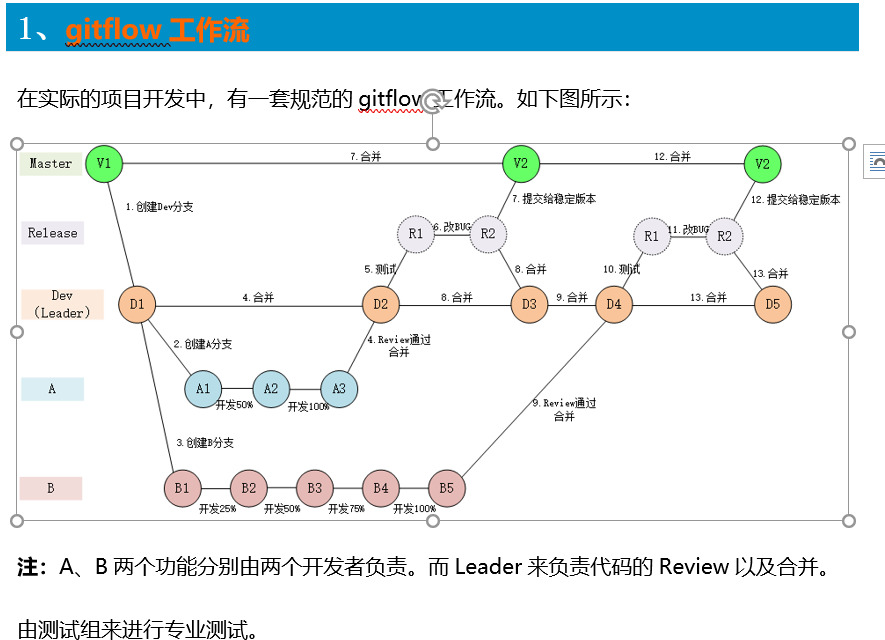 1、gitflow 工作流
在实际的项目开发中，有一套规范的 gitflow 工作流。如下图所示：
Master
V1
7.合并
V2
12.合并
V2
1.创建Dev分支
7.提交给稳定版本
12.提交给稳定版本
Release
R1
6.改BUG
R2
R1
11.改BUG
R2
5.测试
8.合并
10.测试
13.合并
Dev
(Leader)
D1
4.合并
D2
8.合并
D3
9.合并
D4
13.合并
D5
2.创建A分支
4.Review通过
合并
A
A1
A2
A3
开发50%
开发100%
9.Review通过
合并
3.创建B分支
B
B1
B2
B3
B4
B5
开发25%
开发50%
开发75%
开发100%
注：A、B 两个功能分别由两个开发者负责。而 Leader 来负责代码的 Review 以及合并。
由测试组来进行专业测试。